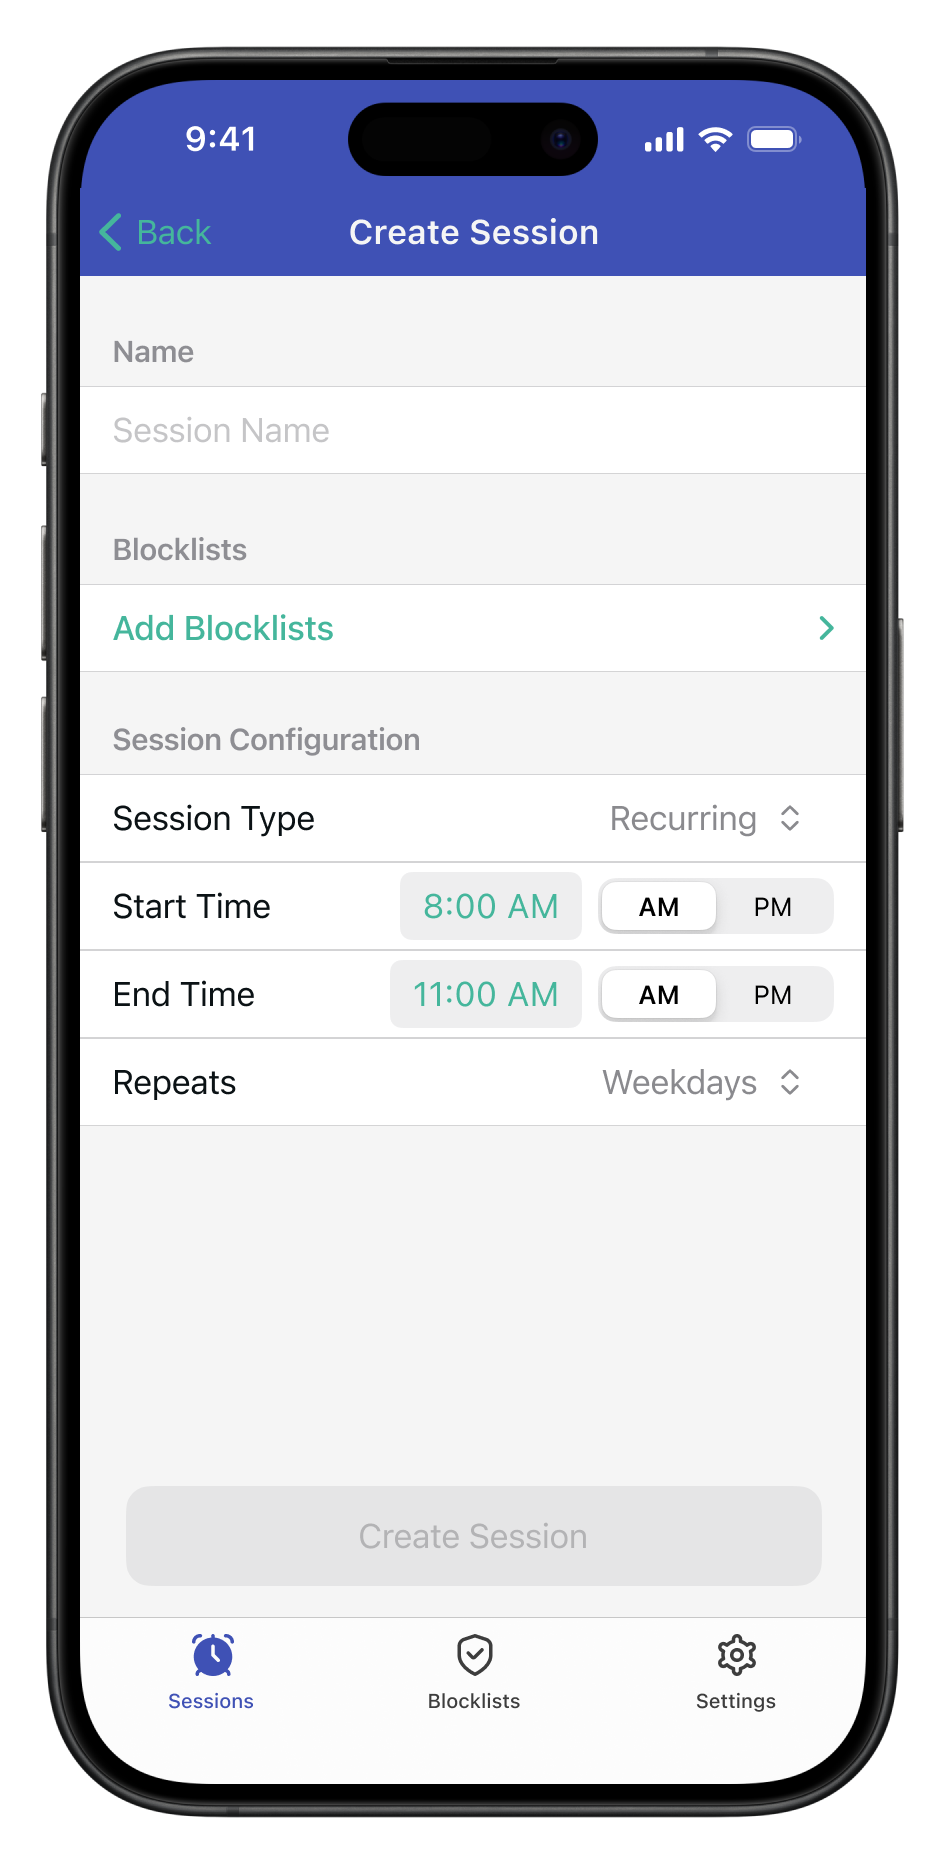 9:41
Back Create Session
Name
Session Name
Blocklists
Add Blocklists
Session Configuration
Session Type Recurring
Start Time 8:00 AM AM PM
End Time 11:00 AM AM PM
Repeats Weekdays
Create Session
Sessions Blocklists Settings